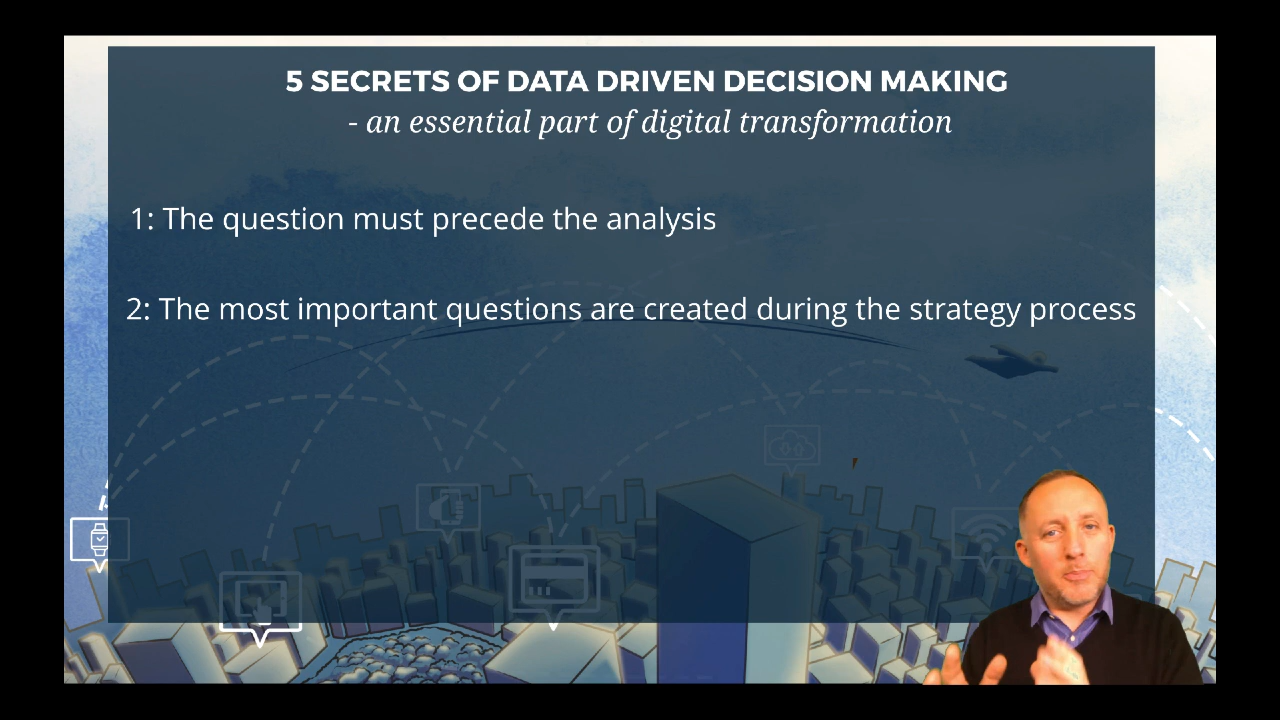 5 SECRETS OF DATA DRIVEN DECISION MAKING
- an essential part of digital transformation
1: The question must precede the analysis
2: The most important questions are created during the strategy process